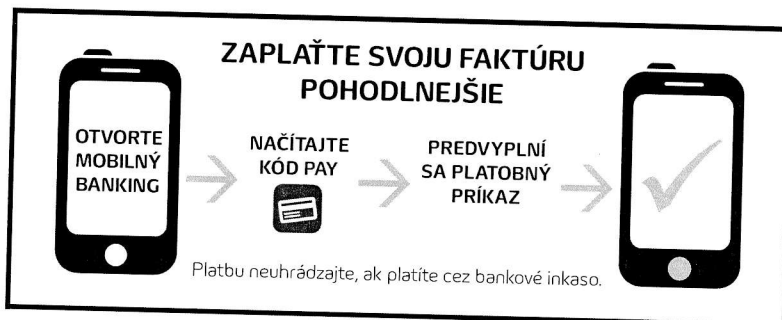 ZAPLAŤTE SVOJU FAKTÚRU
POHODLNEJŠIE
OTVORTE
MOBILNÝ
BANKING
NAČÍTAJTE
KÓD PAY
PREDVYPLNÍ
SA PLATOBNÝ
PRÍKAZ
Platbu neuhrádzajte, ak platíte cez bankové inkaso.